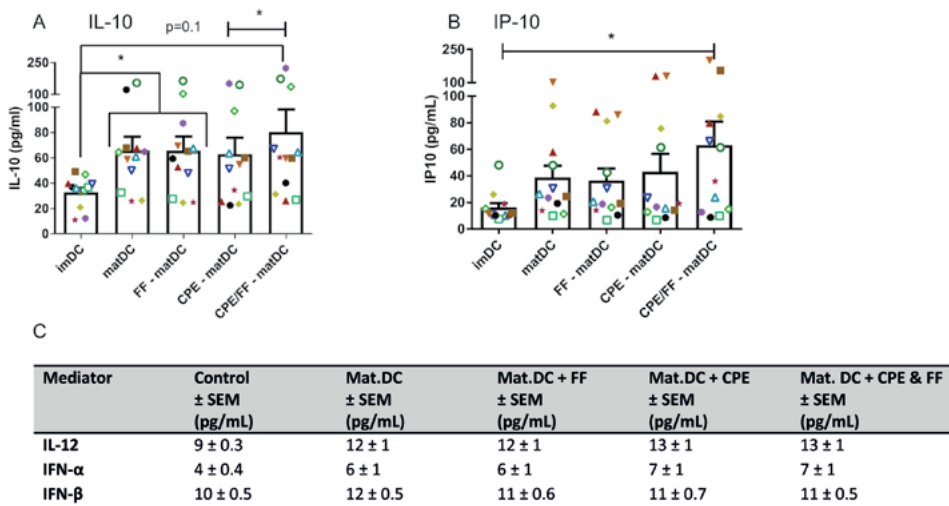 A IL-10
p=0.1
*
*
250
100
100
80
60
40
20
0
IL-10 (pg/ml)
imDC
matDC
FF - matDC
CPE - matDC
CPE/FF - matDC
B IP-10
*
250
100
100
80
60
40
20
0
IP10 (pg/mL)
imDC
matDC
FF - matDC
CPE - matDC
CPE/FF - matDC
C
Mediator Control Mat.DC Mat.DC + FF Mat.DC + CPE Mat. DC + CPE & FF
± SEM ± SEM ± SEM ± SEM ± SEM
(pg/mL) (pg/mL) (pg/mL) (pg/mL) (pg/mL)
IL-12 9 ± 0.3 12 ± 1 12 ± 1 13 ± 1 13 ± 1
IFN-α 4 ± 0.4 6 ± 1 6 ± 1 7 ± 1 7 ± 1
IFN-β 10 ± 0.5 12 ± 0.5 11 ± 0.6 11 ± 0.7 11 ± 0.5